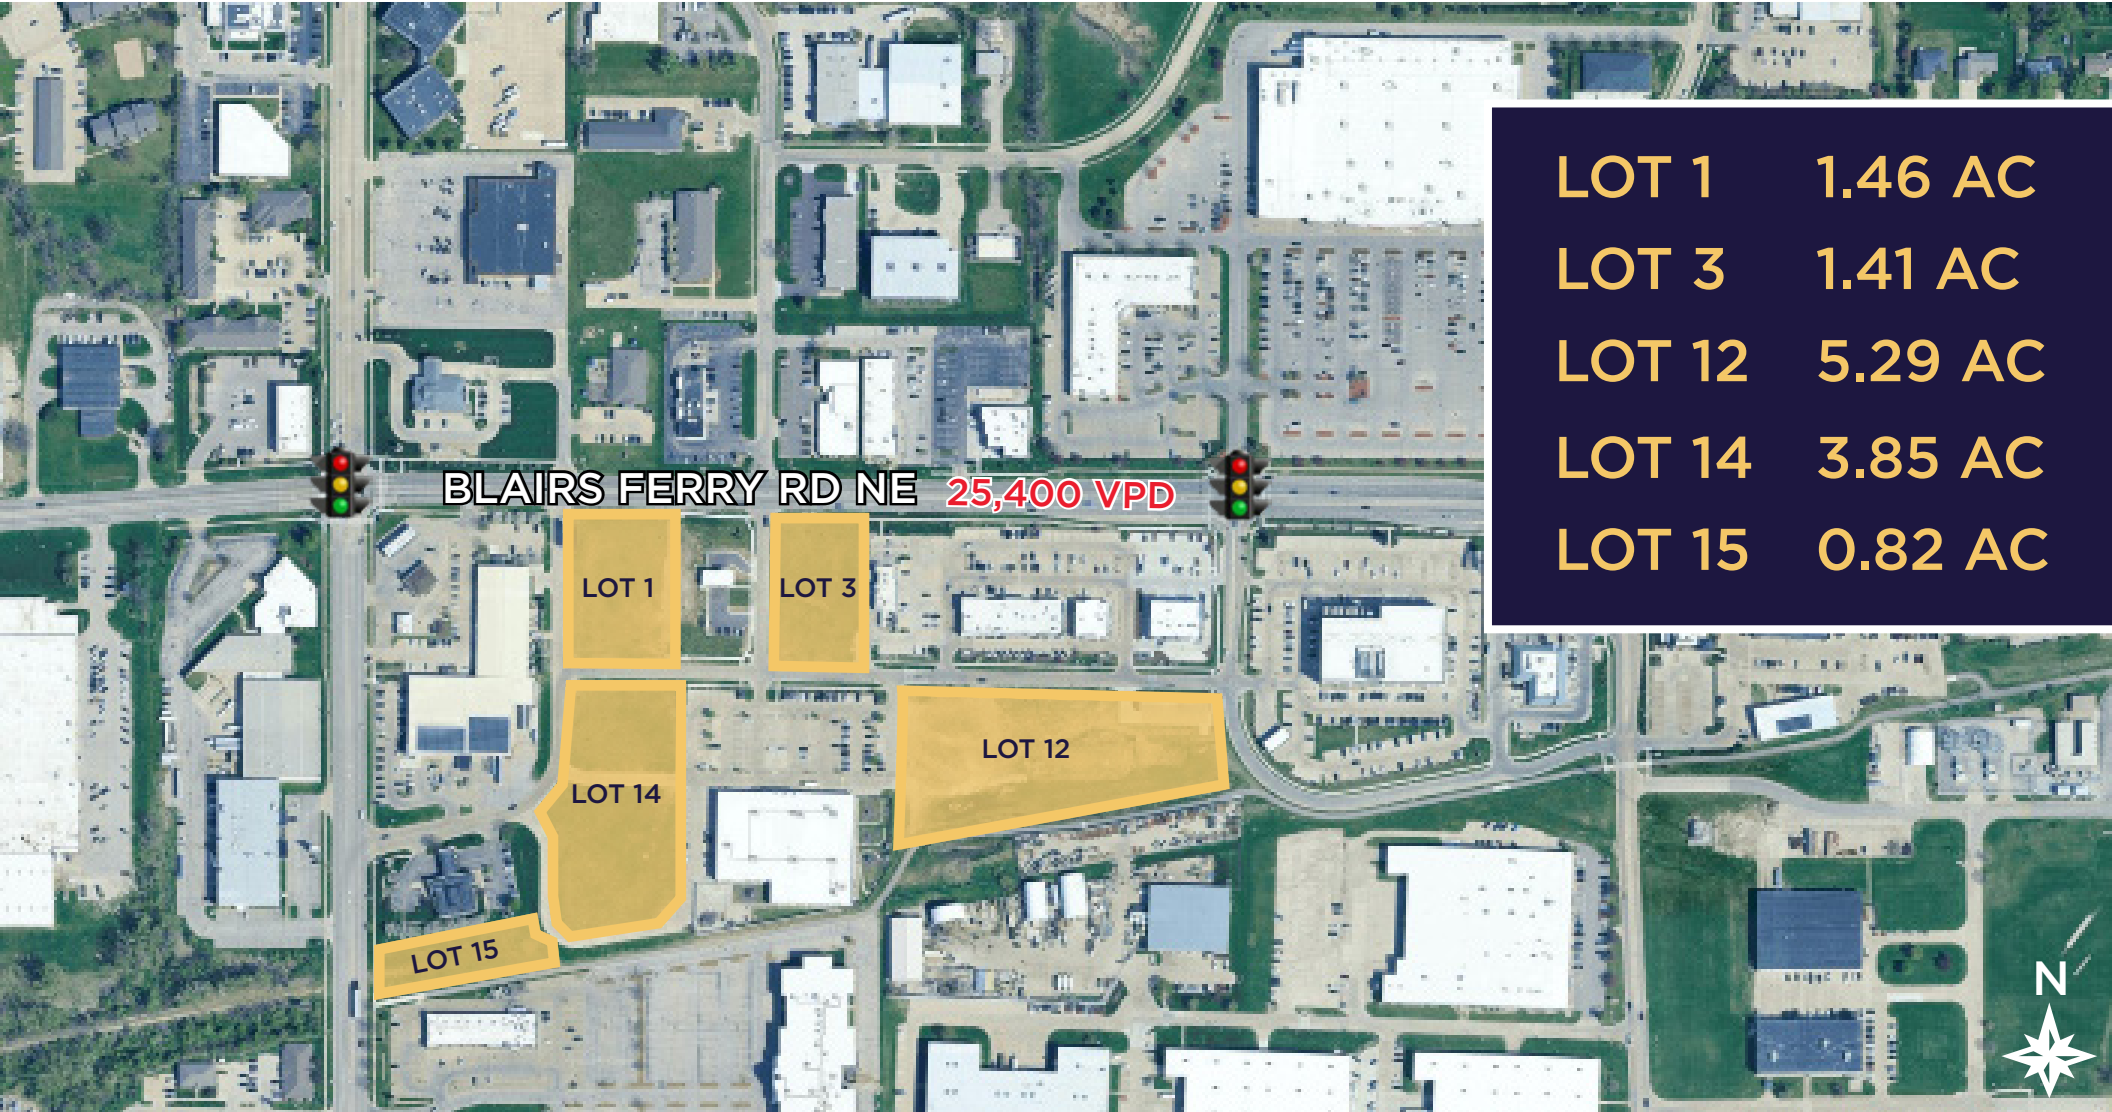 LOT 1 1.46 AC
LOT 3 1.41 AC
LOT 12 5.29 AC
LOT 14 3.85 AC
LOT 15 0.82 AC
BLAIRS FERRY RD NE 25,400 VPD
LOT 1
LOT 3
LOT 12
LOT 14
LOT 15
N